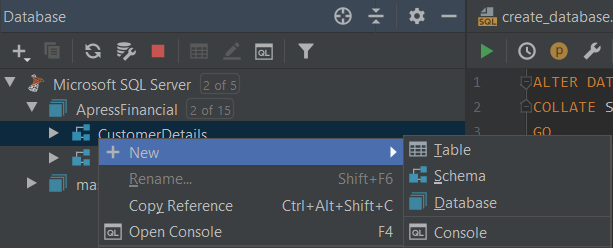 Database
create_database.
Microsoft SQL Server 2 of 5
ApressFinancial 2 of 15
CustomerDetails
New
Rename... Shift+F6
Copy Reference Ctrl+Alt+Shift+C
Open Console F4
Table
Schema
Database
Console
ma
1 ALTER DAT
2 COLLATE S
3 GO